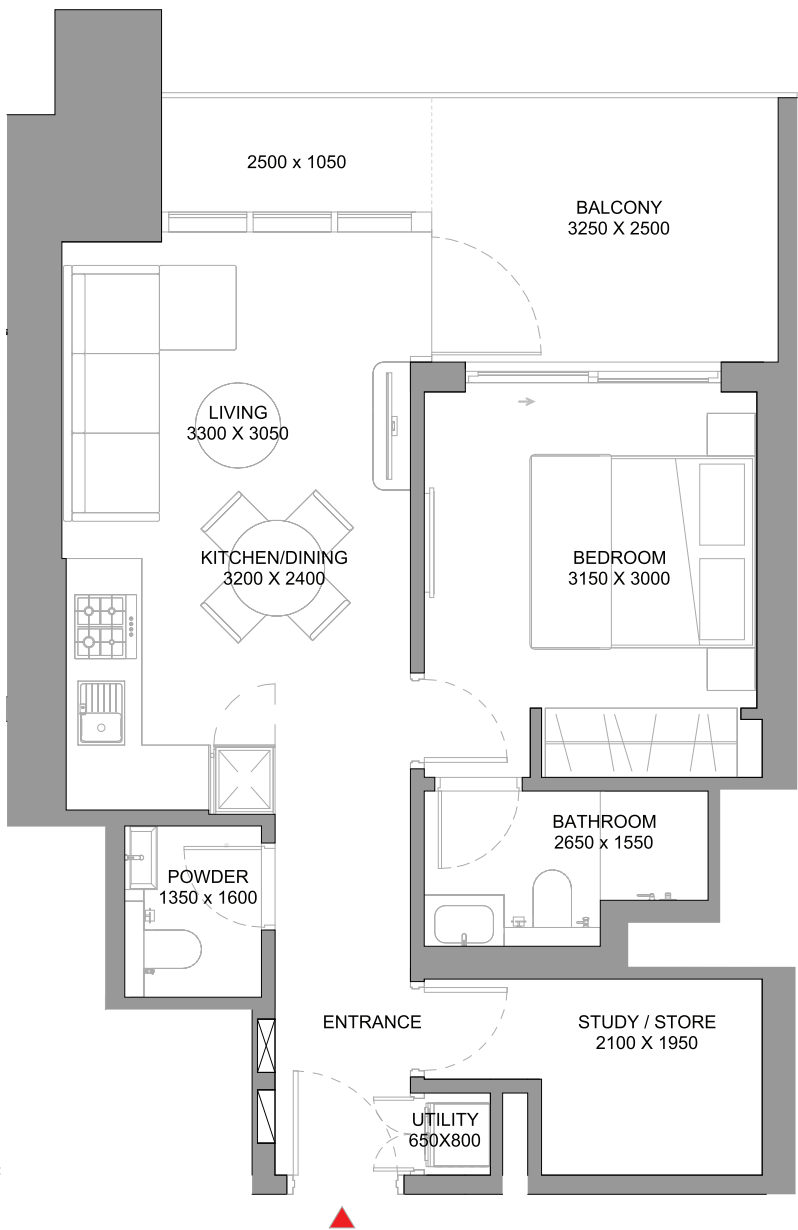 2500 x 1050
BALCONY
3250 X 2500
LIVING
3300 X 3050
KITCHEN/DINING
3200 X 2400
BEDROOM
3150 X 3000
BATHROOM
2650 x 1550
POWDER
1350 x 1600
ENTRANCE
STUDY / STORE
2100 X 1950
UTILITY
650X800